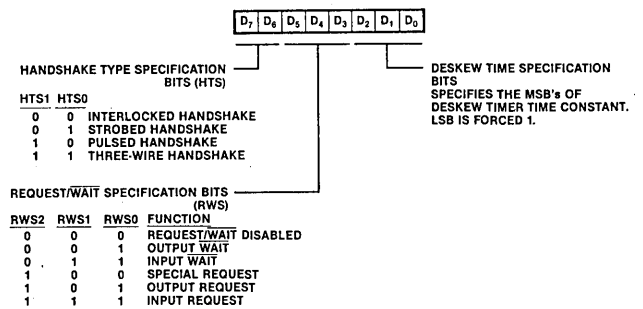 D7 D6 D5 D4 D3 D2 D1 D0
HANDSHAKE TYPE SPECIFICATION
BITS (HTS)
HTS1 HTS0
0 0 INTERLOCKED HANDSHAKE
0 1 STROBED HANDSHAKE
1 0 PULSED HANDSHAKE
1 1 THREE-WIRE HANDSHAKE
DESKEW TIME SPECIFICATION
BITS
SPECIFIES THE MSB's OF
DESKEW TIMER TIME CONSTANT.
LSB IS FORCED 1.
REQUEST/WAIT SPECIFICATION BITS
(RWS)
RWS2 RWS1 RWS0 FUNCTION
0 0 0 REQUEST/WAIT DISABLED
0 0 1 OUTPUT WAIT
0 1 1 INPUT WAIT
1 0 0 SPECIAL REQUEST
1 0 1 OUTPUT REQUEST
1 1 1 INPUT REQUEST